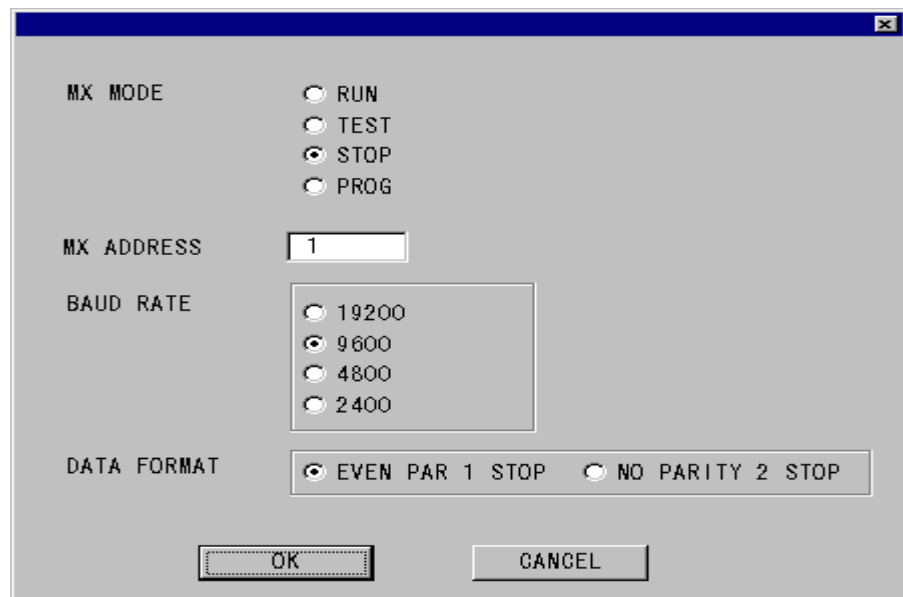 MX MODE
RUN
TEST
STOP
PROG
MX ADDRESS
1
BAUD RATE
19200
9600
4800
2400
DATA FORMAT
EVEN PAR 1 STOP
NO PARITY 2 STOP
OK
CANCEL